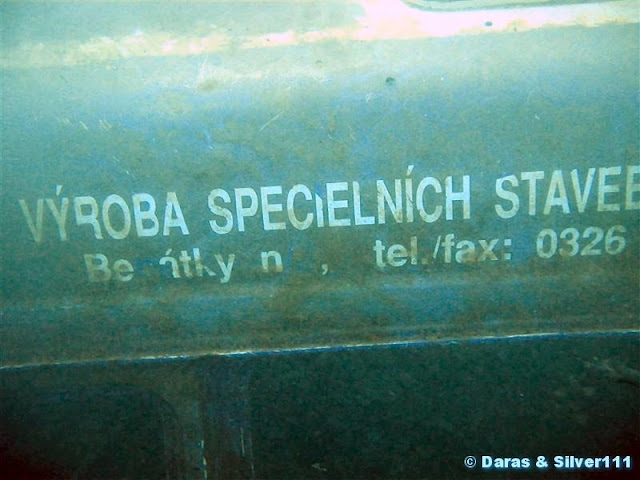 VÝROBA SPECIELNÍCH STAVEB
tel./fax: 0326
© Daras & Silver111